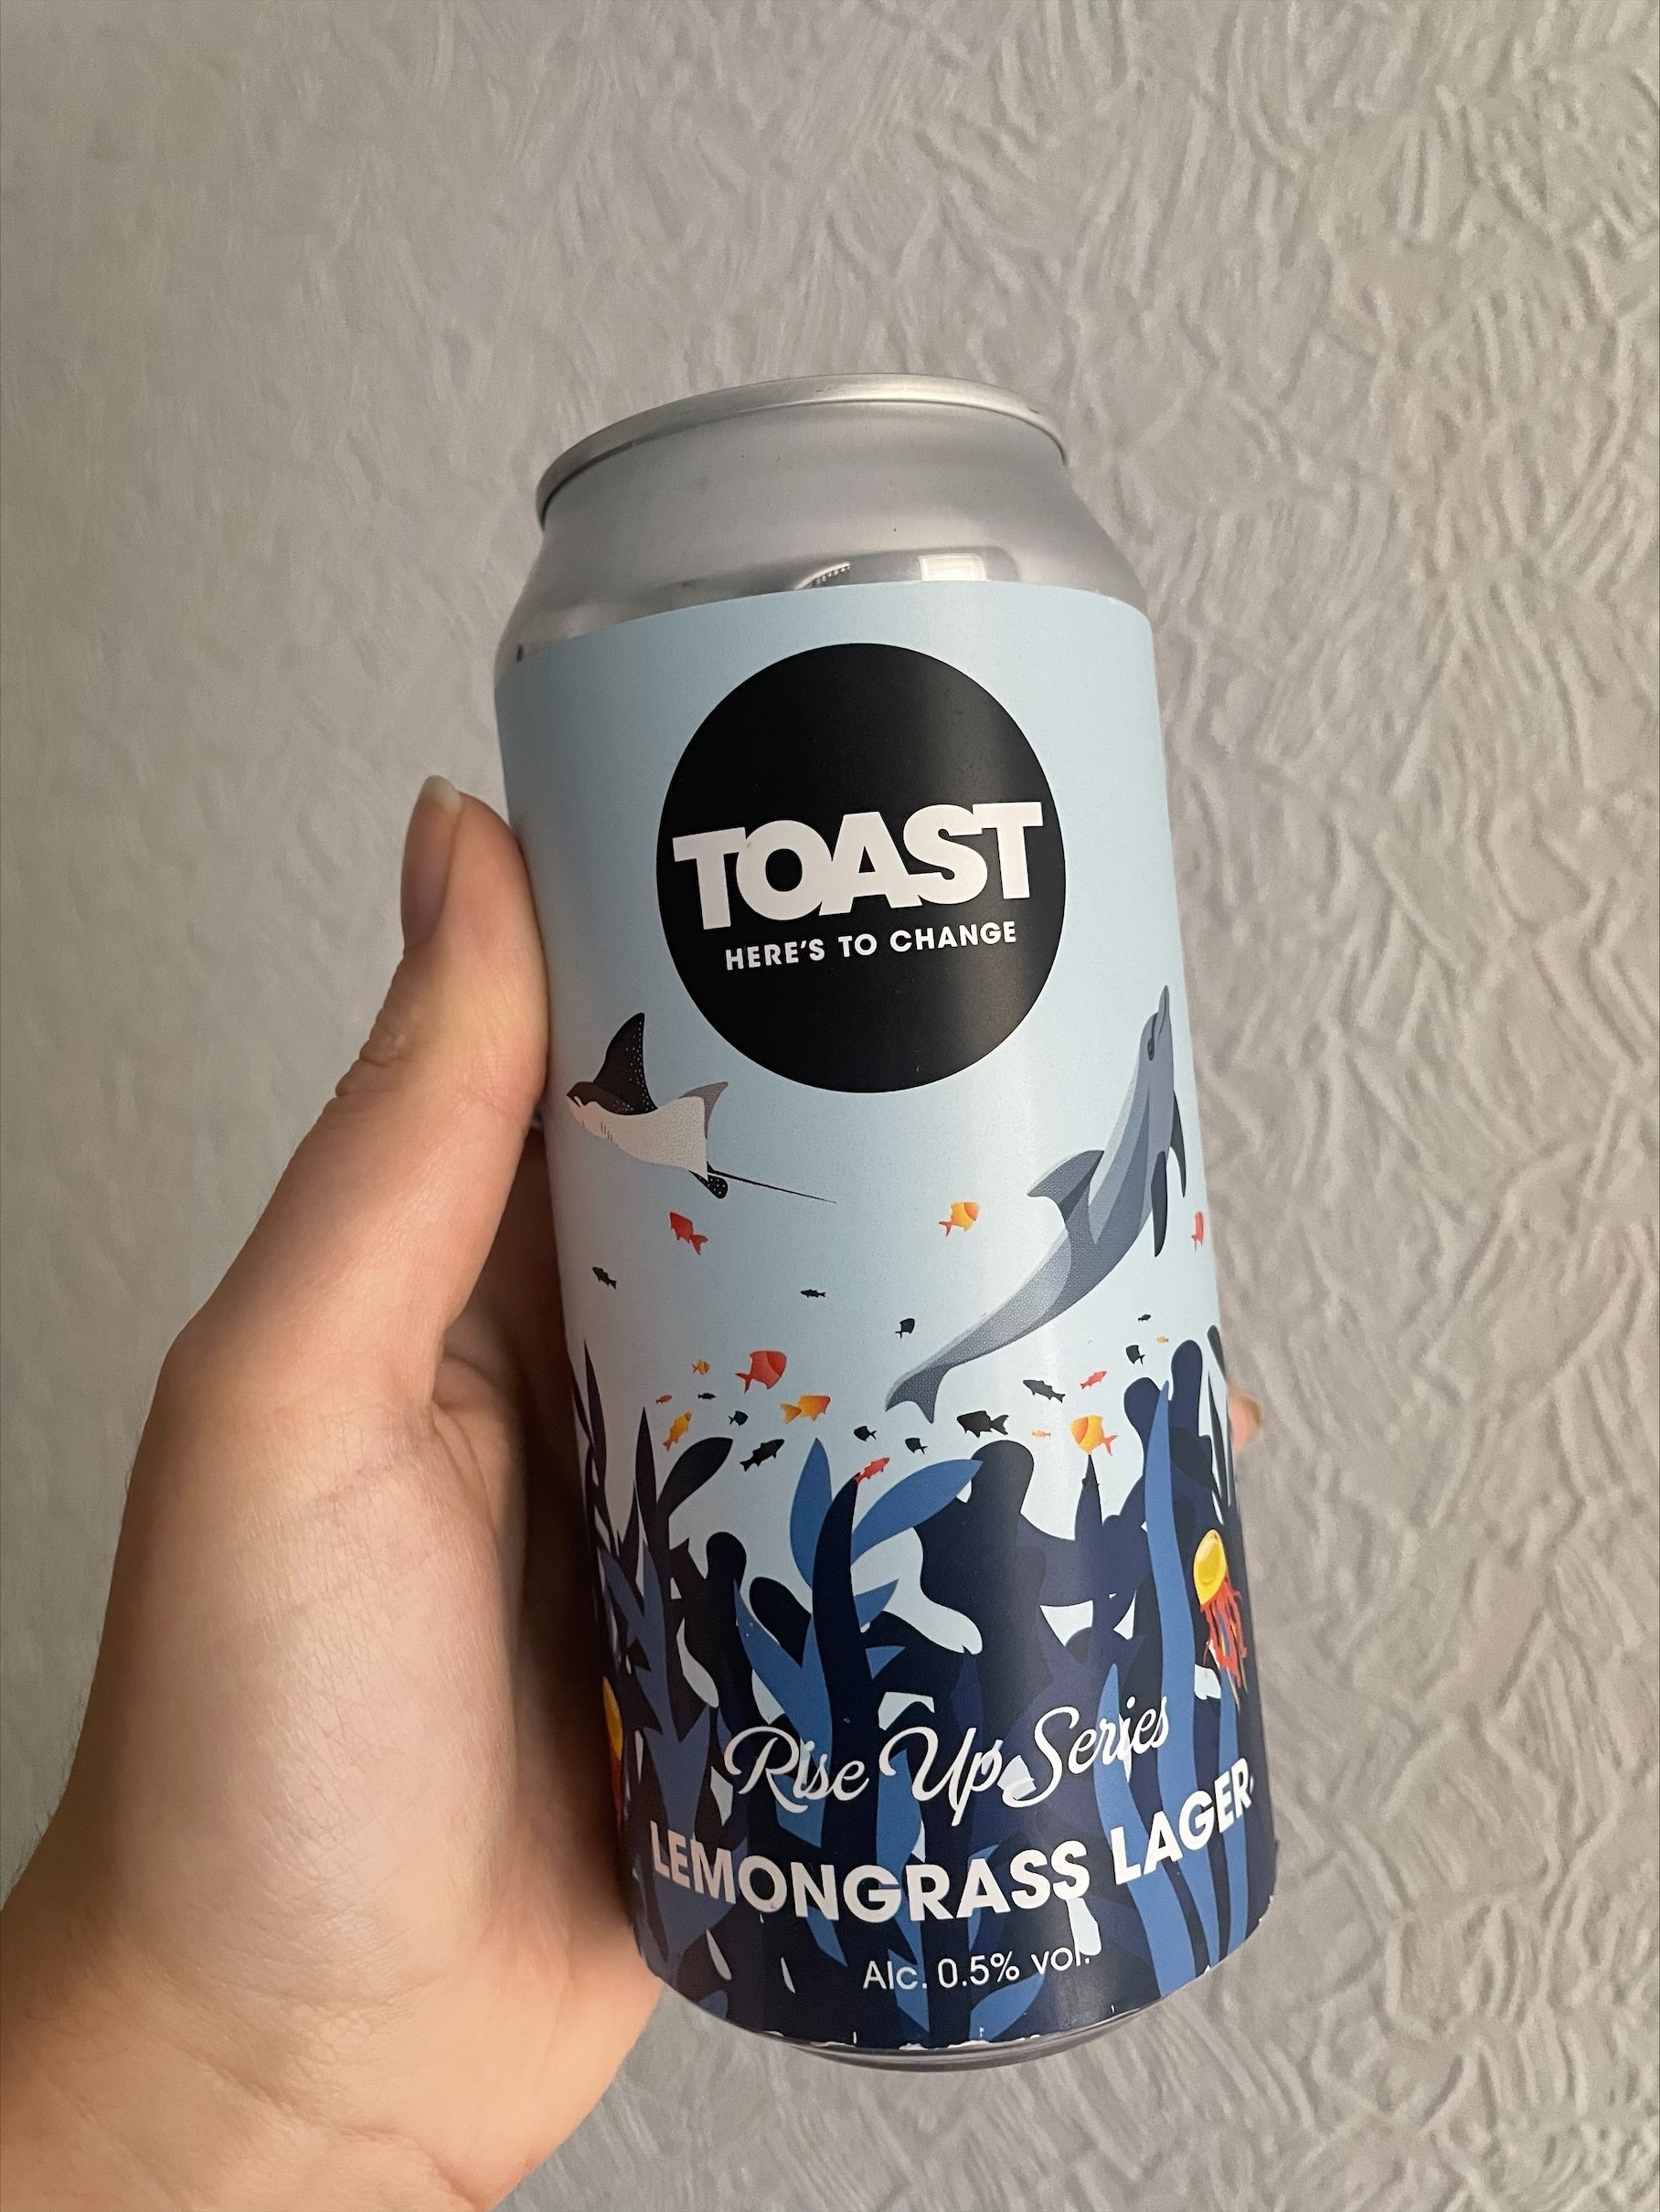 TOAST
HERE'S TO CHANGE
Rise Up Series
LEMONGRASS LAGER
Alc. 0.5% vol.